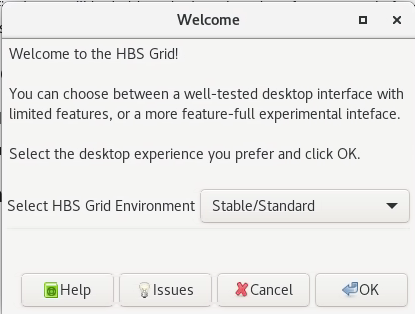 Welcome
Welcome to the HBS Grid!
You can choose between a well-tested desktop interface with
limited features, or a more feature-full experimental inteface.
Select the desktop experience you prefer and click OK.
Select HBS Grid Environment Stable/Standard
Help Issues Cancel OK